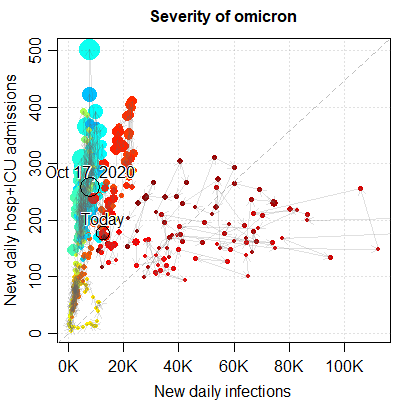 Severity of omicron
New daily hosp+ICU admissions
500
400
300
200
100
0
Oct 17, 2020
Today
0K 20K 40K 60K 80K 100K
New daily infections